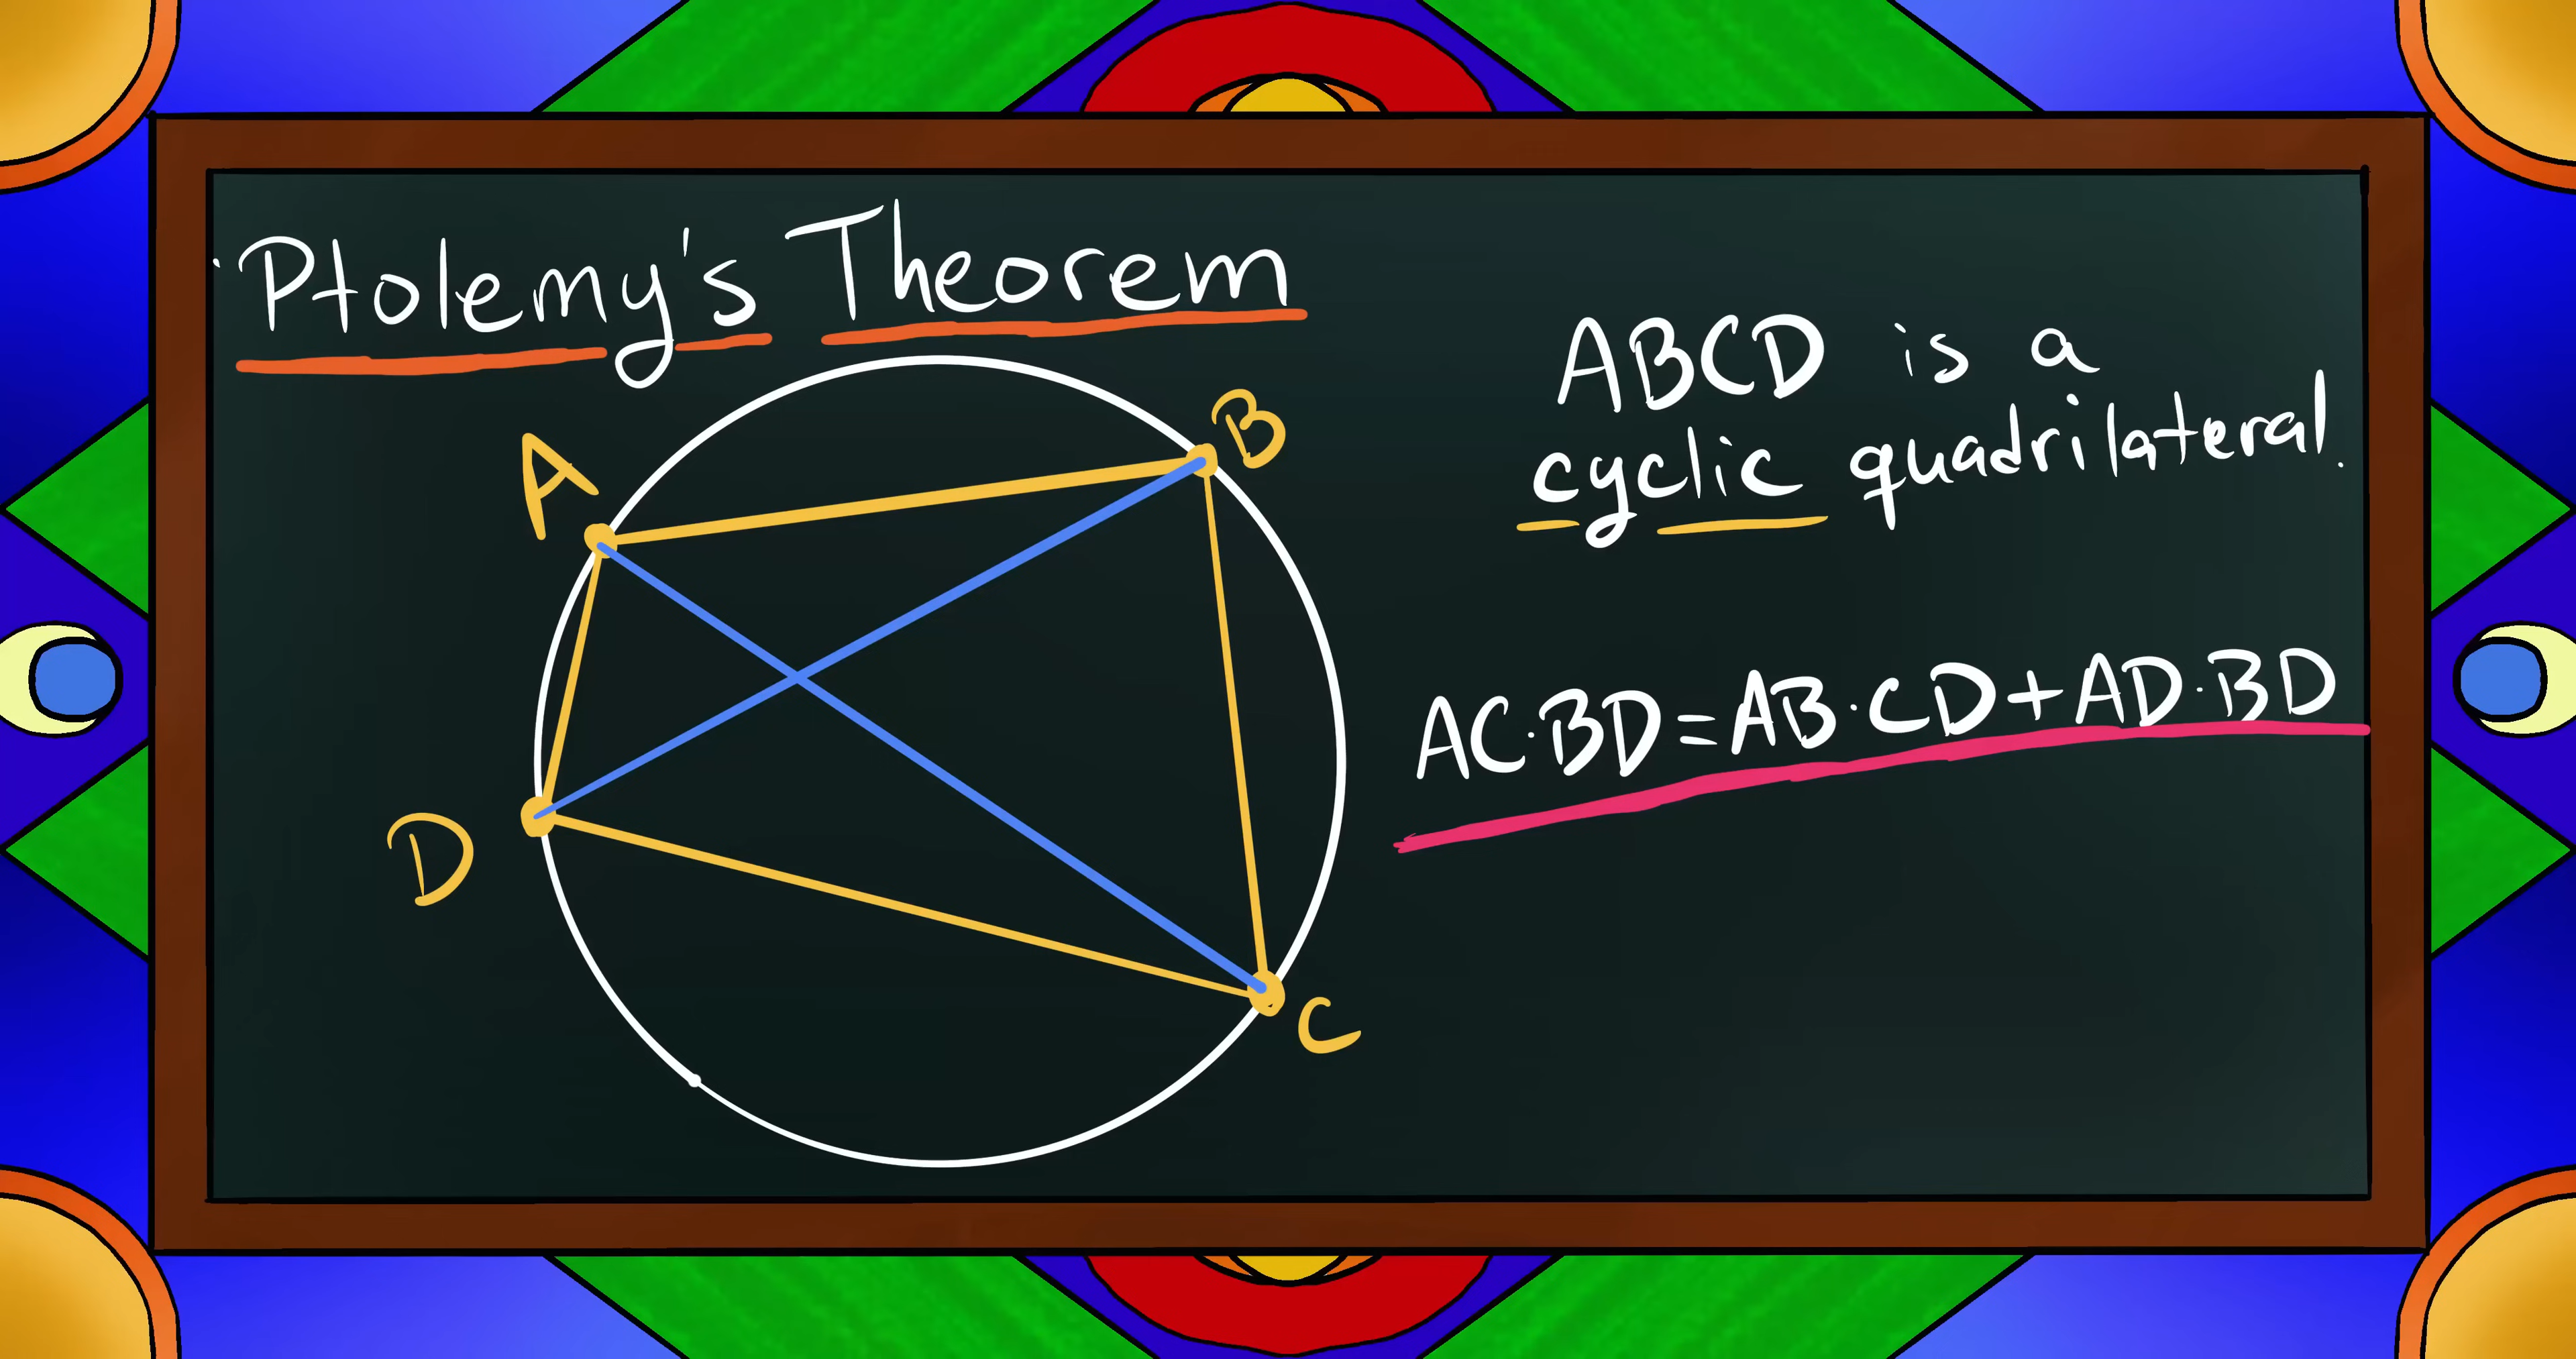 Ptolemy's Theorem
ABCD is a
cyclic quadrilateral.
AC·BD=AB·CD+AD·BD
A
B
D
C